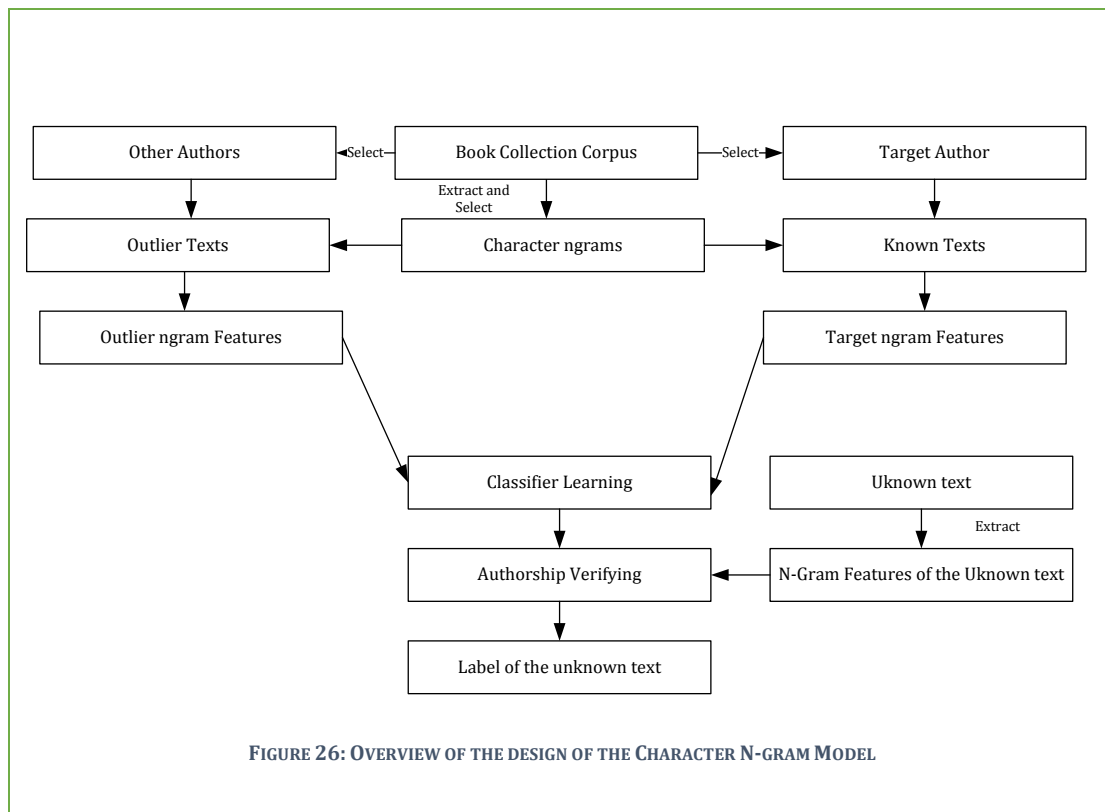 Other Authors
Select
Book Collection Corpus
Select
Target Author
Extract and
Select
Outlier Texts
Character ngrams
Known Texts
Outlier ngram Features
Target ngram Features
Classifier Learning
Uknown text
Extract
Authorship Verifying
N-Gram Features of the Uknown text
Label of the unknown text
FIGURE 26: OVERVIEW OF THE DESIGN OF THE CHARACTER N-GRAM MODEL